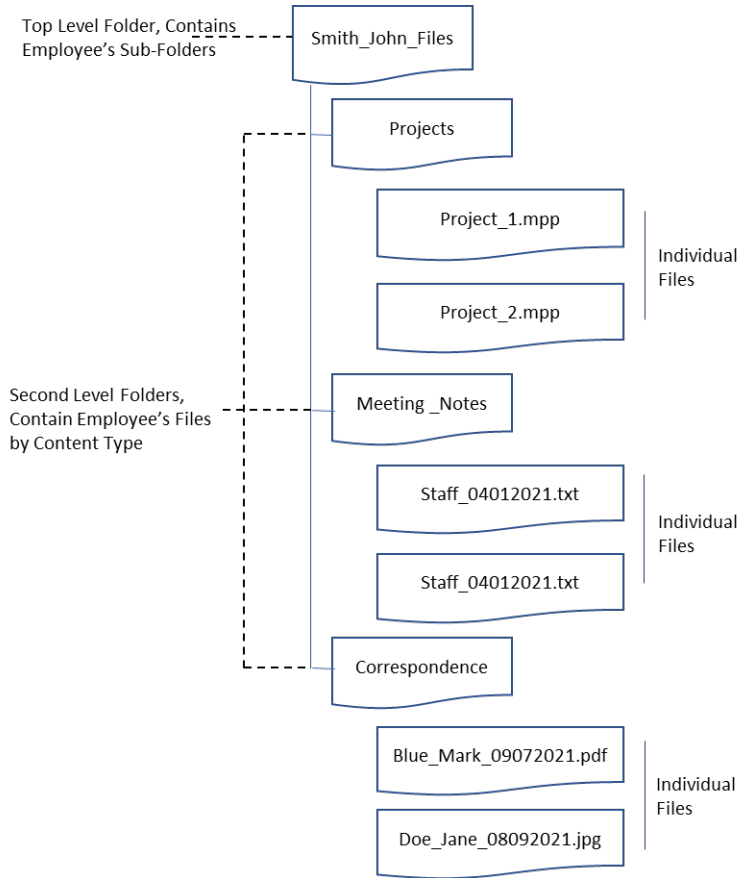 Top Level Folder, Contains
Employee’s Sub-Folders
Smith_John_Files
Projects
Project_1.mpp
Individual
Files
Project_2.mpp
Second Level Folders,
Contain Employee’s Files
by Content Type
Meeting _Notes
Staff_04012021.txt
Individual
Files
Staff_04012021.txt
Correspondence
Blue_Mark_09072021.pdf
Individual
Files
Doe_Jane_08092021.jpg